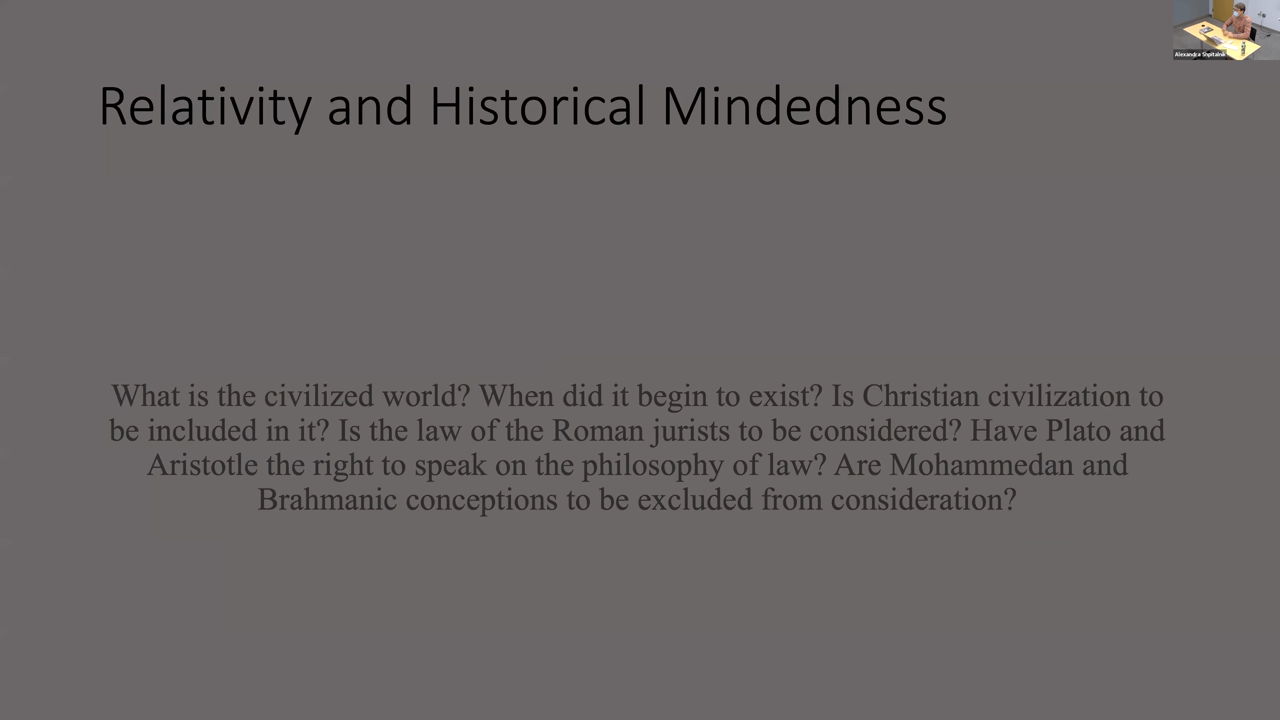 Alexandra Shpitalnik
Relativity and Historical Mindedness
What is the civilized world? When did it begin to exist? Is Christian civilization to
be included in it? Is the law of the Roman jurists to be considered? Have Plato and
Aristotle the right to speak on the philosophy of law? Are Mohammedan and
Brahmanic conceptions to be excluded from consideration?